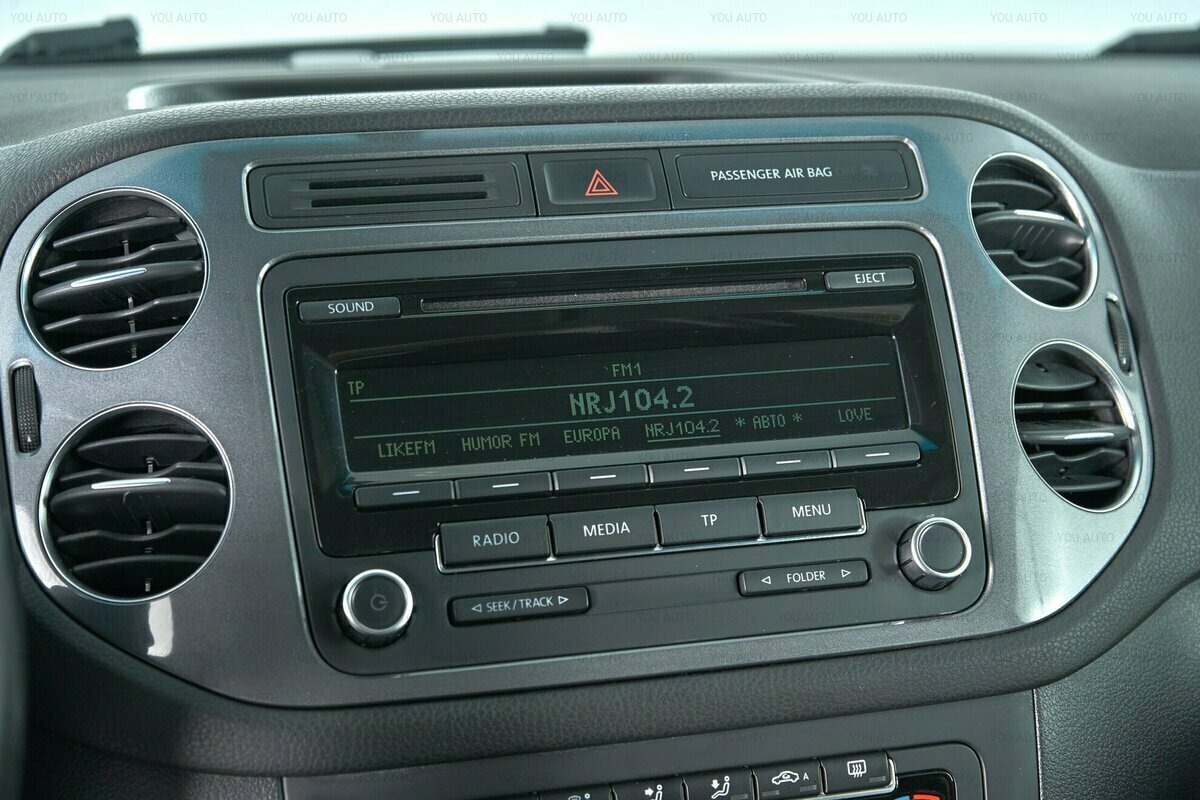 PASSENGER AIR BAG
SOUND
EJECT
FM1
TP
NRJ104.2
LIKEFM HUMOR FM EUROPA NRJ104.2 * АВТО * LOVE
RADIO MEDIA TP MENU
SEEK/TRACK
FOLDER
A
YOU AUTO